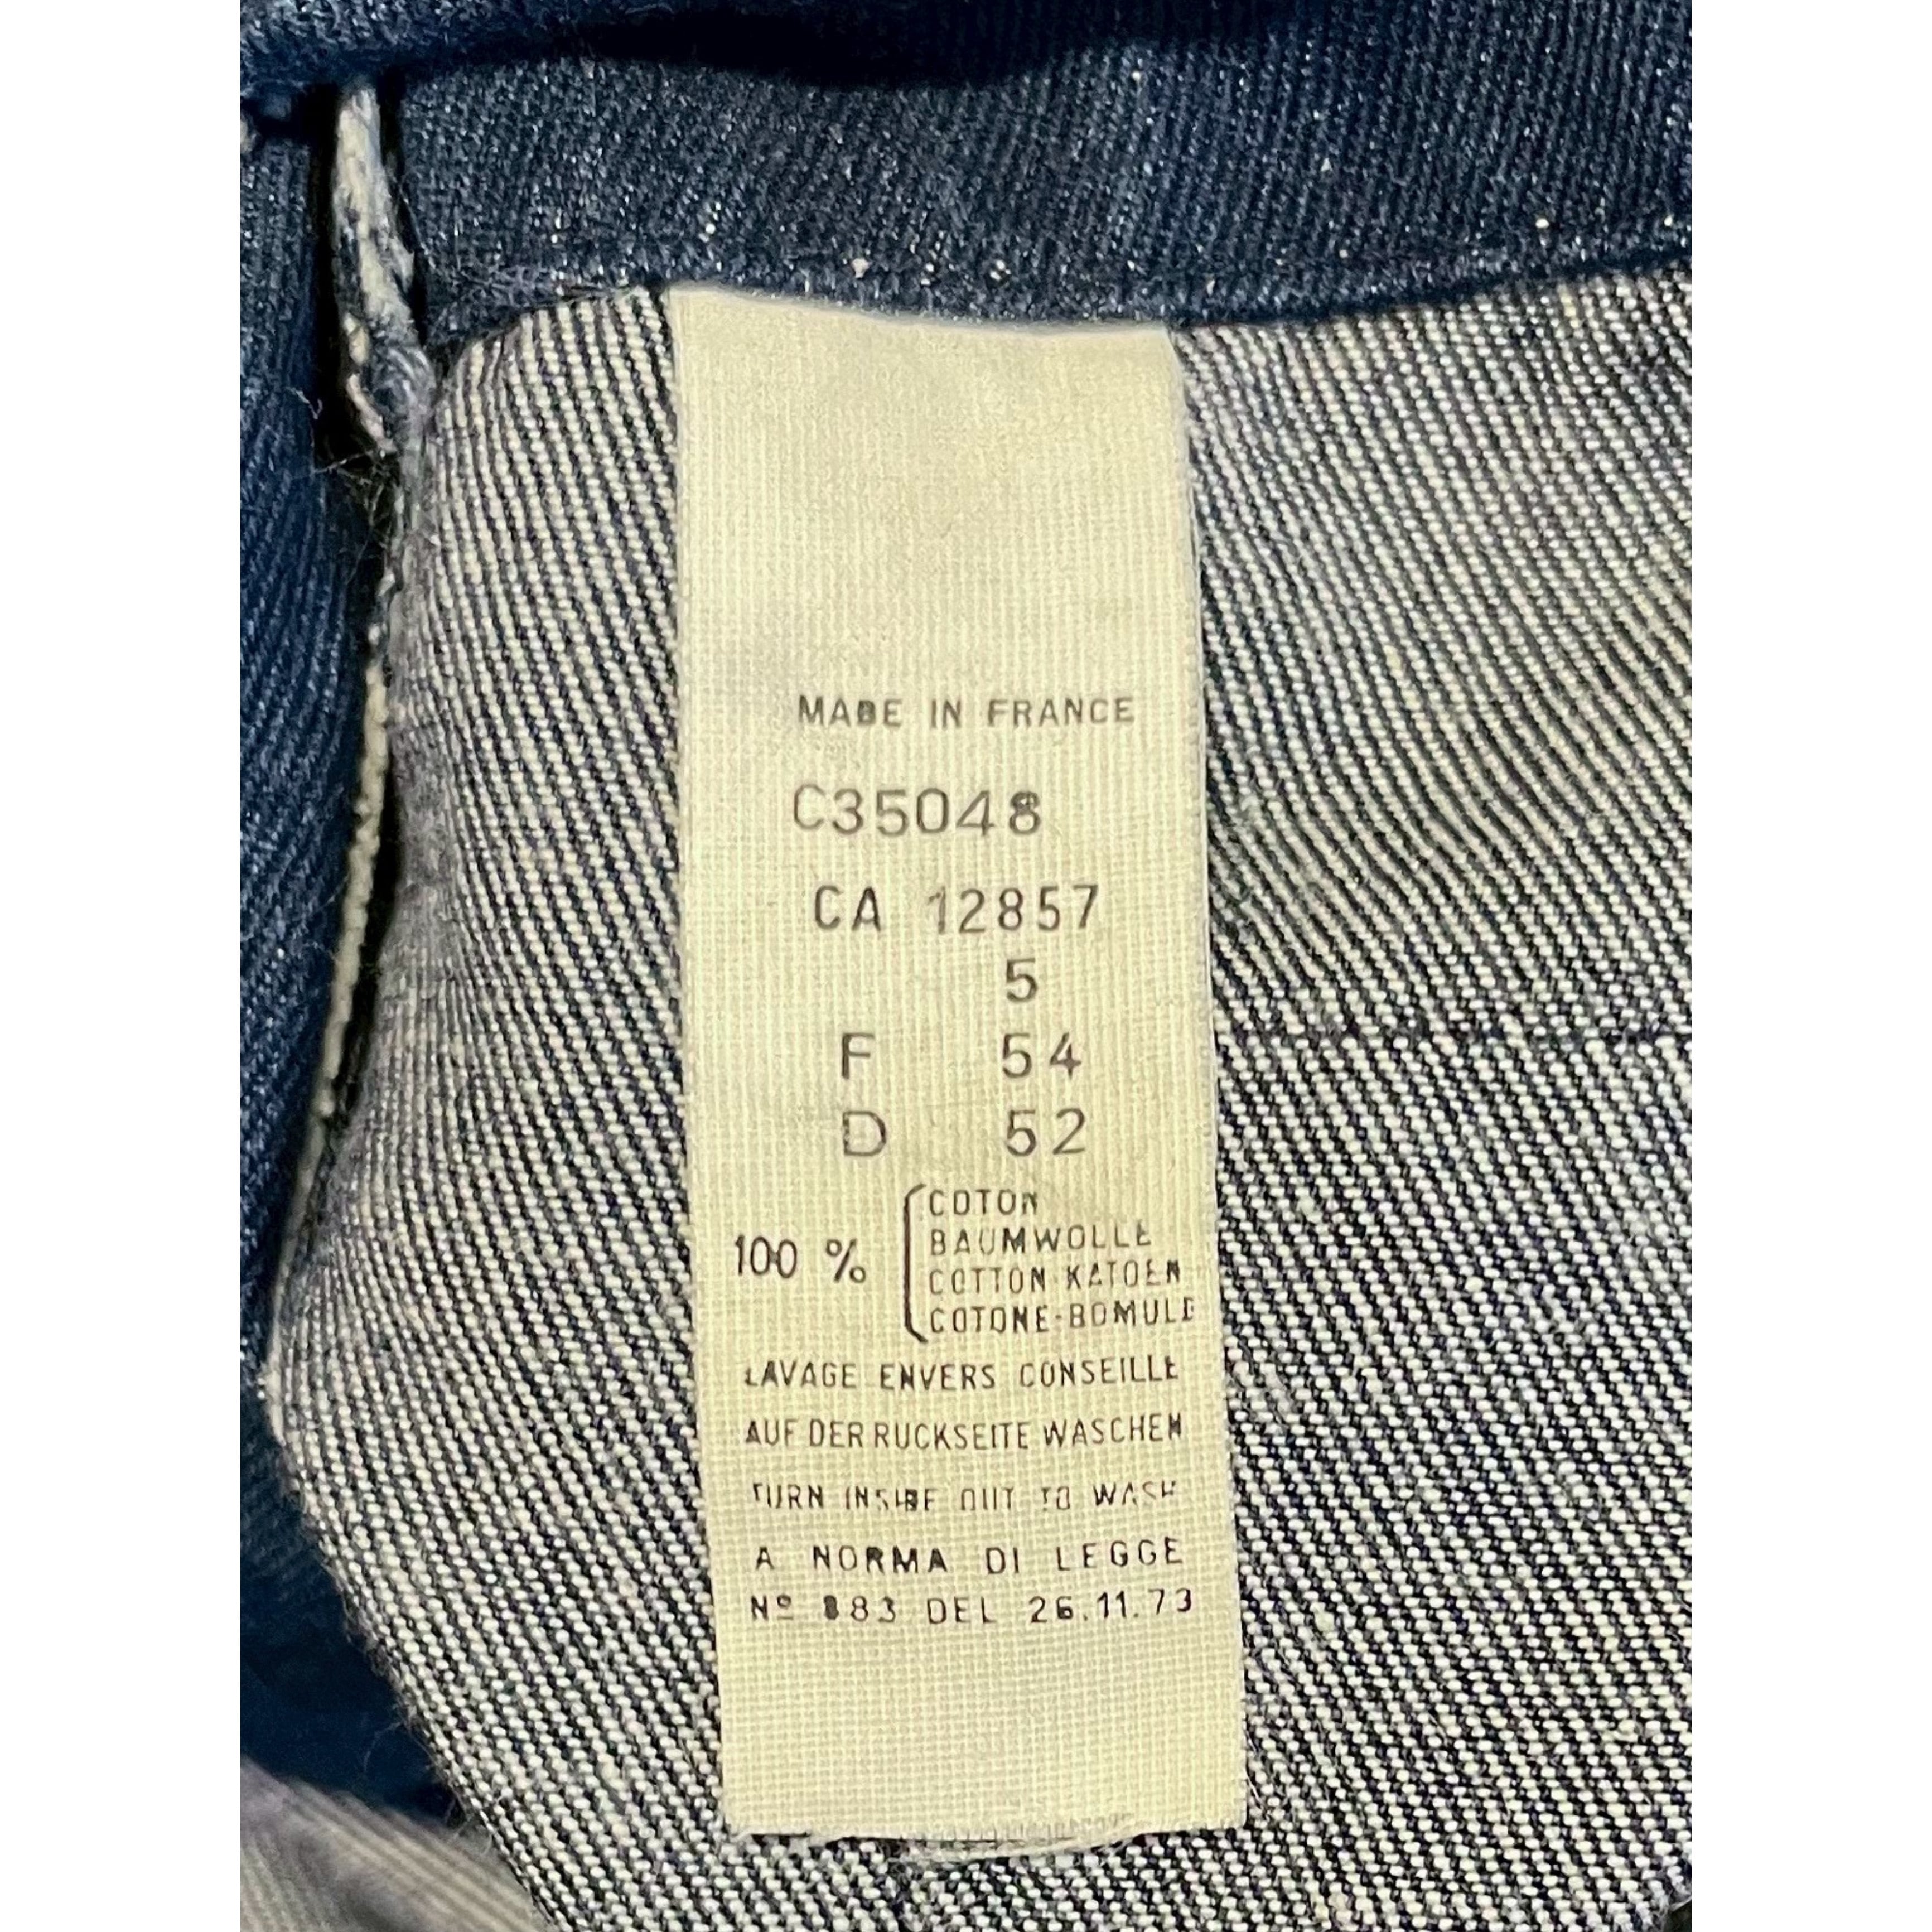 MADE IN FRANCE
C35048
CA 12857
5
F 54
D 52
100 %
COTON
BAUMWOLLE
COTTON KATOEN
COTONE-BOMULD
LAVAGE ENVERS CONSEILLE
AUF DER RUCKSEITE WASCHEN
TURN INSIDE OUT TO WASH
A NORMA DI LEGGE
Nº 883 DEL 26.11.73